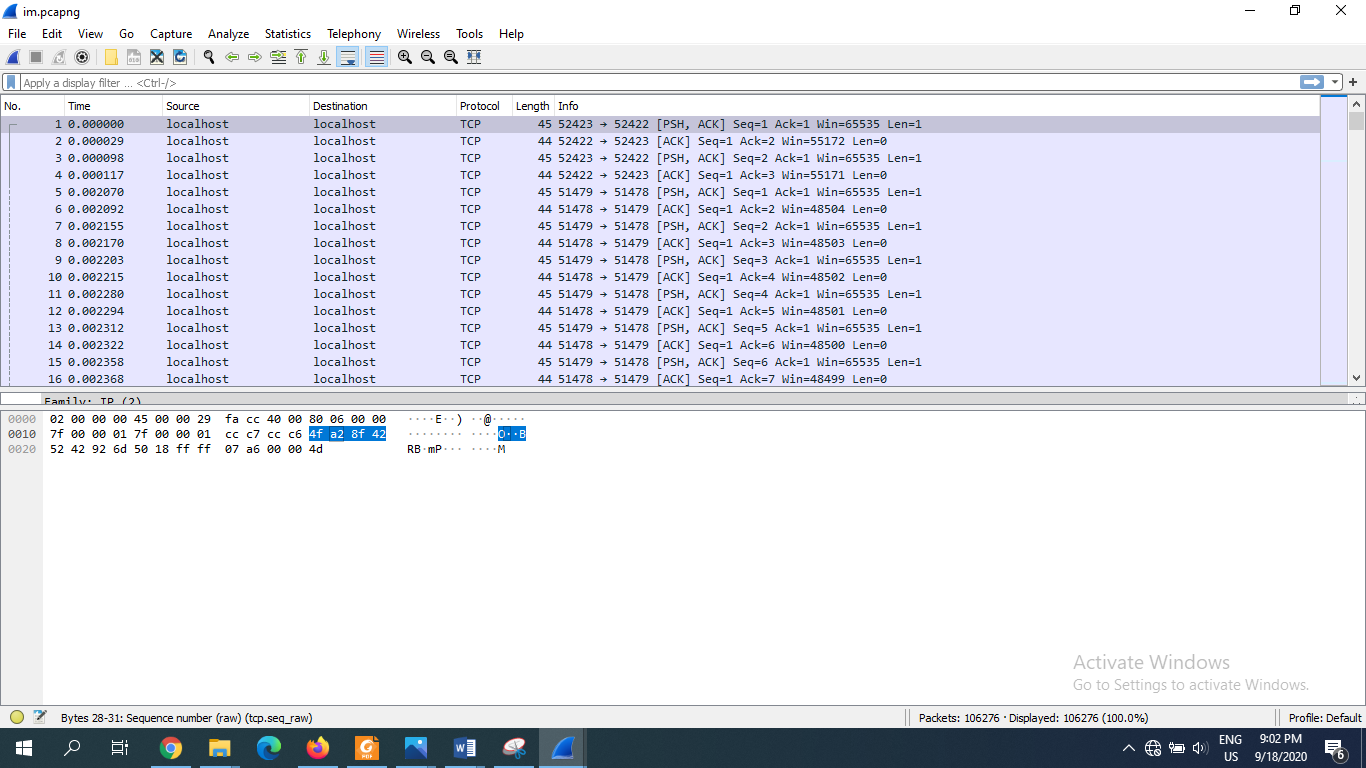 im.pcapng
File Edit View Go Capture Analyze Statistics Telephony Wireless Tools Help
Apply a display filter ... <Ctrl-/>
No. Time Source Destination Protocol Length Info
1 0.000000 localhost localhost TCP 45 52423 → 52422 [PSH, ACK] Seq=1 Ack=1 Win=65535 Len=1
2 0.000029 localhost localhost TCP 44 52422 → 52423 [ACK] Seq=1 Ack=2 Win=55172 Len=0
3 0.000098 localhost localhost TCP 45 52423 → 52422 [PSH, ACK] Seq=2 Ack=1 Win=65535 Len=1
4 0.000117 localhost localhost TCP 44 52422 → 52423 [ACK] Seq=1 Ack=3 Win=55171 Len=0
5 0.002070 localhost localhost TCP 45 51479 → 51478 [PSH, ACK] Seq=1 Ack=1 Win=65535 Len=1
6 0.002092 localhost localhost TCP 44 51478 → 51479 [ACK] Seq=1 Ack=2 Win=48504 Len=0
7 0.002155 localhost localhost TCP 45 51479 → 51478 [PSH, ACK] Seq=2 Ack=1 Win=65535 Len=1
8 0.002170 localhost localhost TCP 44 51478 → 51479 [ACK] Seq=1 Ack=3 Win=48503 Len=0
9 0.002203 localhost localhost TCP 45 51479 → 51478 [PSH, ACK] Seq=3 Ack=1 Win=65535 Len=1
10 0.002215 localhost localhost TCP 44 51478 → 51479 [ACK] Seq=1 Ack=4 Win=48502 Len=0
11 0.002280 localhost localhost TCP 45 51479 → 51478 [PSH, ACK] Seq=4 Ack=1 Win=65535 Len=1
12 0.002294 localhost localhost TCP 44 51478 → 51479 [ACK] Seq=1 Ack=5 Win=48501 Len=0
13 0.002312 localhost localhost TCP 45 51479 → 51478 [PSH, ACK] Seq=5 Ack=1 Win=65535 Len=1
14 0.002322 localhost localhost TCP 44 51478 → 51479 [ACK] Seq=1 Ack=6 Win=48500 Len=0
15 0.002358 localhost localhost TCP 45 51479 → 51478 [PSH, ACK] Seq=6 Ack=1 Win=65535 Len=1
16 0.002368 localhost localhost TCP 44 51478 → 51479 [ACK] Seq=1 Ack=7 Win=48499 Len=0
Family: IP (2)
0000 02 00 00 00 45 00 00 29 fa cc 40 00 80 06 00 00 ····E··) ··@·····
0010 7f 00 00 01 7f 00 00 01 cc c7 cc c6 4f a2 8f 42 ········ ····O··B
0020 52 42 92 6d 50 18 ff ff 07 a6 00 00 4d RB·mP··· ····M
Activate Windows
Go to Settings to activate Windows.
Bytes 28-31: Sequence number (raw) (tcp.seq_raw) Packets: 106276 · Displayed: 106276 (100.0%) Profile: Default
ENG 9:02 PM
US 9/18/2020 6